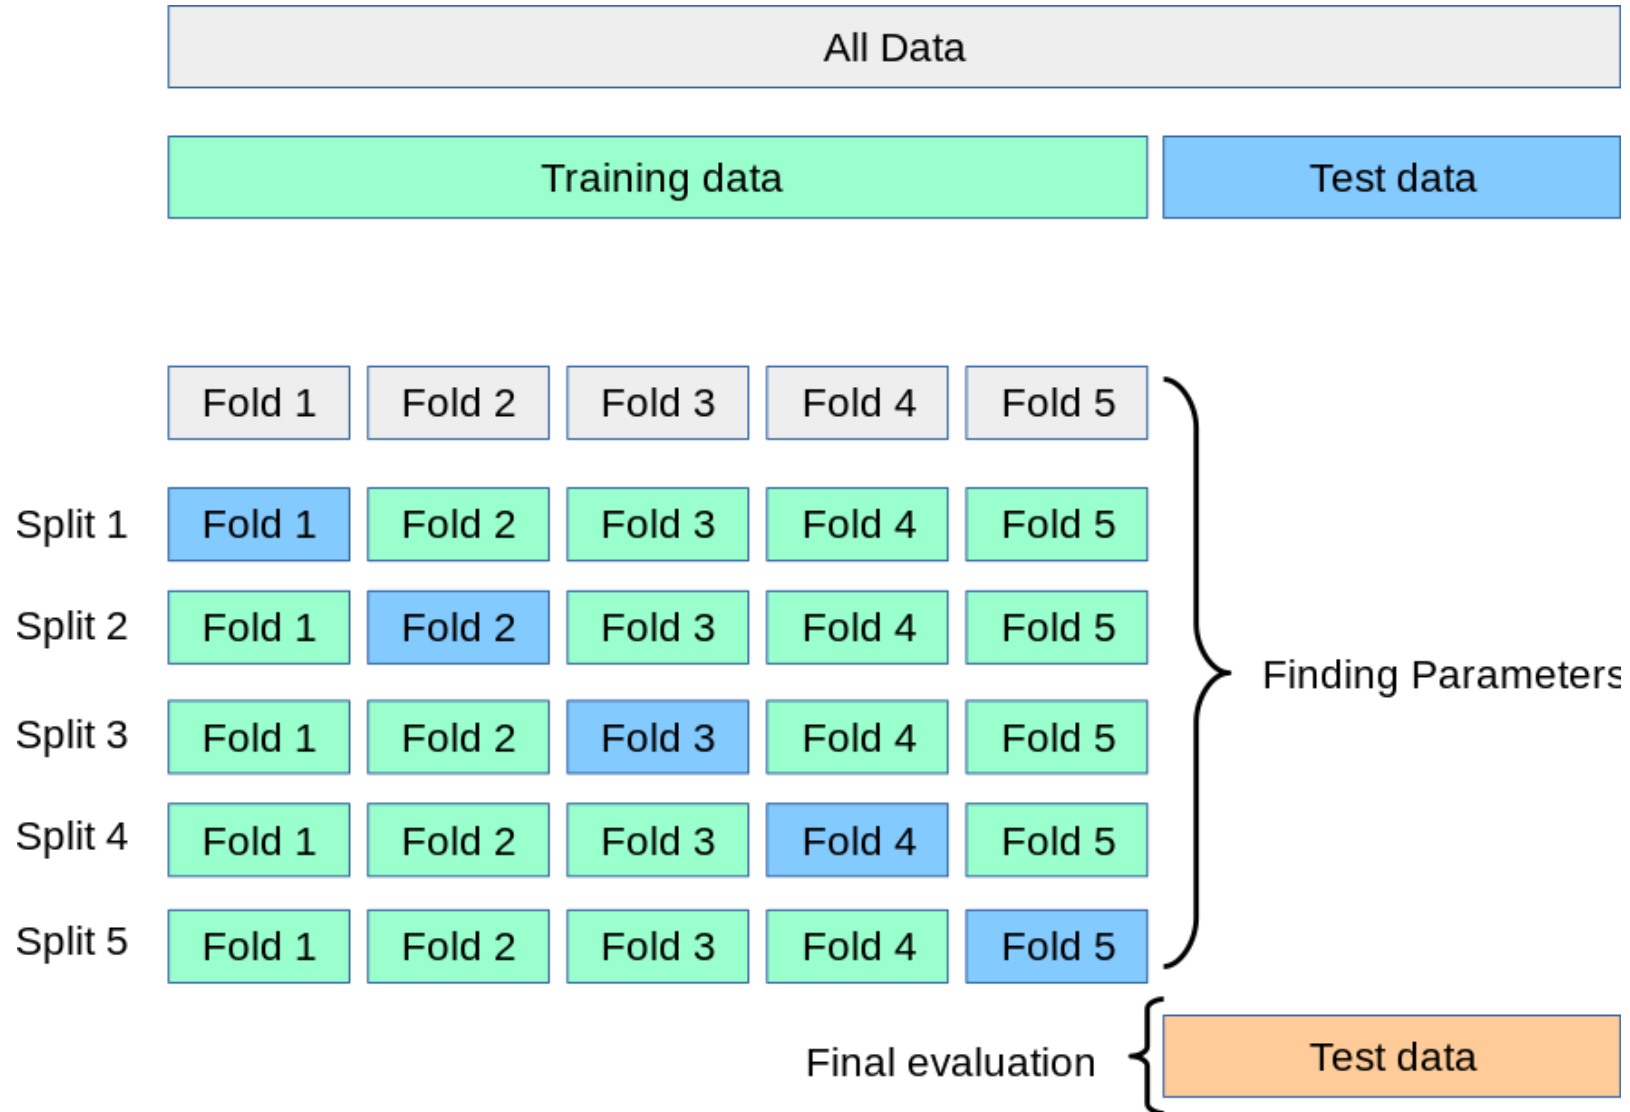 All Data
Training data Test data
Fold 1 Fold 2 Fold 3 Fold 4 Fold 5
Split 1 Fold 1 Fold 2 Fold 3 Fold 4 Fold 5
Split 2 Fold 1 Fold 2 Fold 3 Fold 4 Fold 5
Finding Parameters
Split 3 Fold 1 Fold 2 Fold 3 Fold 4 Fold 5
Split 4 Fold 1 Fold 2 Fold 3 Fold 4 Fold 5
Split 5 Fold 1 Fold 2 Fold 3 Fold 4 Fold 5
Final evaluation Test data